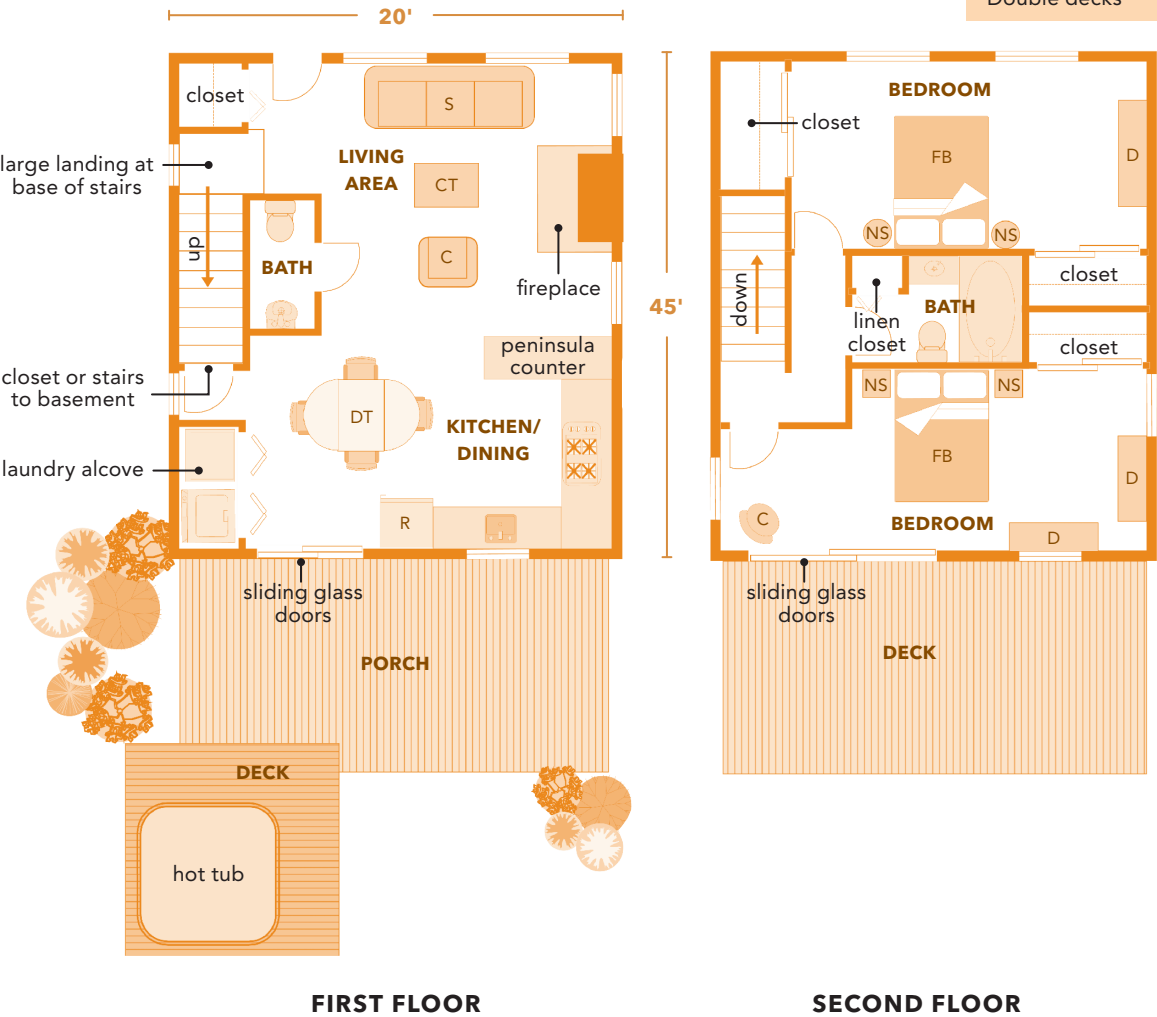 Double decks
20'
closet
S
large landing at
base of stairs
LIVING
AREA
CT
up
BATH
C
fireplace
45'
closet or stairs
to basement
peninsula
counter
DT
KITCHEN/
DINING
laundry alcove
R
sliding glass
doors
PORCH
DECK
hot tub
FIRST FLOOR
BEDROOM
closet
FB
D
NS
NS
down
closet
linen
closet
BATH
closet
NS
NS
FB
D
C
BEDROOM
D
sliding glass
doors
DECK
SECOND FLOOR